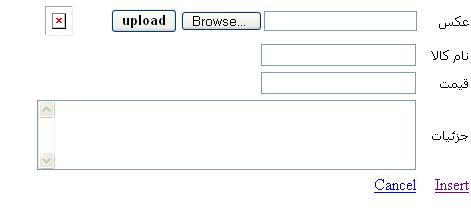 عکس Browse... upload
نام کالا
قیمت
جزئیات
Insert Cancel